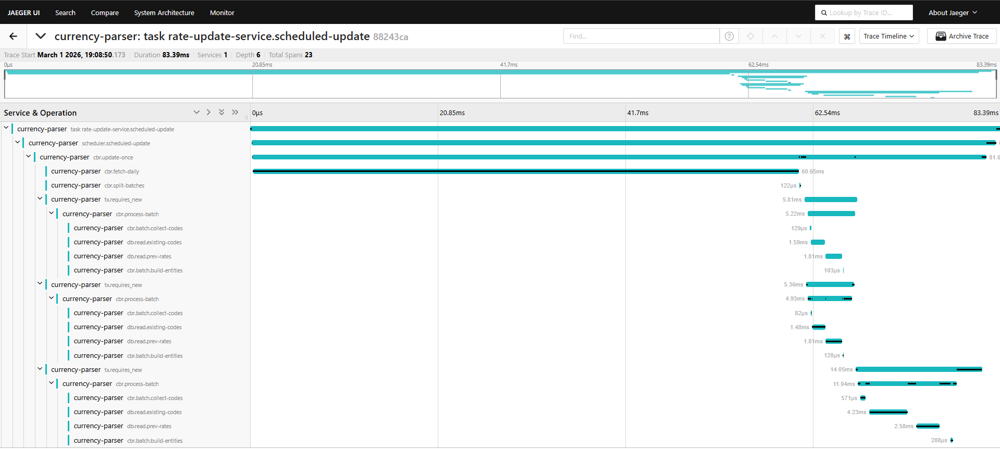 JAEGER UI Search Compare System Architecture Monitor Lookup by Trace ID... About Jaeger
currency-parser: task rate-update-service.scheduled-update 88243ca Find... ? ⌘ Trace Timeline Archive Trace
Trace Start March 1 2026, 19:08:50.173 Duration 83.39ms Services 1 Depth 6 Total Spans 23
0μs 20.85ms 41.7ms 62.54ms 83.39ms
Service & Operation 0μs 20.85ms 41.7ms 62.54ms 83.39ms
currency-parser task rate-update-service.scheduled-update
currency-parser scheduler.scheduled-update
currency-parser cbr.update-once 81.6
currency-parser cbr.fetch-daily 60.65ms
currency-parser cbr.split-batches 122μs
currency-parser tx.requires_new 5.81ms
currency-parser cbr.process-batch 5.22ms
currency-parser cbr.batch.collect-codes 129μs
currency-parser db.read.existing-codes 1.59ms
currency-parser db.read.prev-rates 1.81ms
currency-parser cbr.batch.build-entities 103μs
currency-parser tx.requires_new 5.36ms
currency-parser cbr.process-batch 4.93ms
currency-parser cbr.batch.collect-codes 82μs
currency-parser db.read.existing-codes 1.48ms
currency-parser db.read.prev-rates 1.81ms
currency-parser cbr.batch.build-entities 120μs
currency-parser tx.requires_new 14.05ms
currency-parser cbr.process-batch 11.04ms
currency-parser cbr.batch.collect-codes 571μs
currency-parser db.read.existing-codes 4.23ms
currency-parser db.read.prev-rates 2.58ms
currency-parser cbr.batch.build-entities 288μs